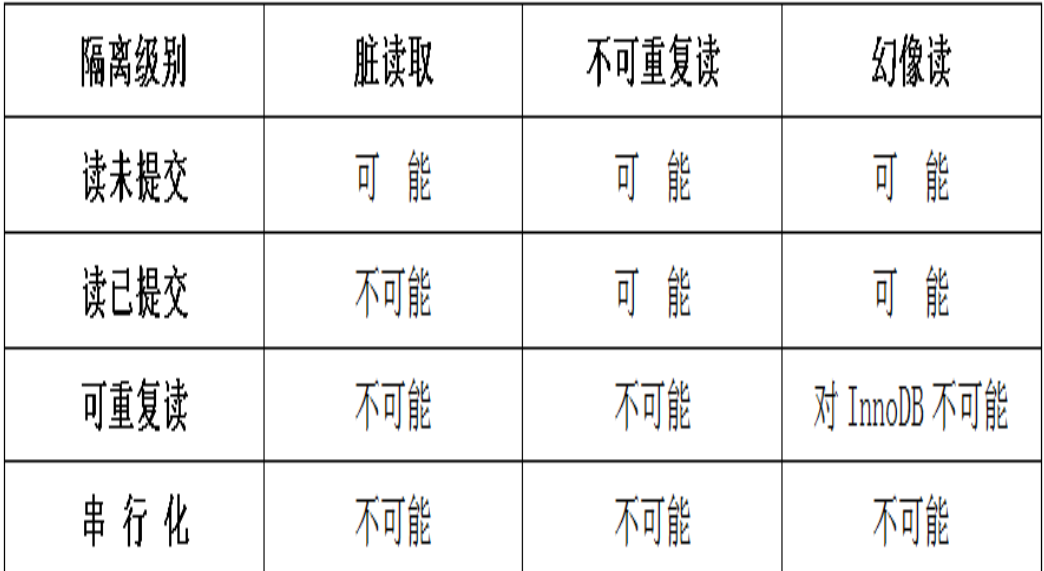 隔离级别 脏读取 不可重复读 幻像读
读未提交 可 能 可 能 可 能
读已提交 不可能 可 能 可 能
可重复读 不可能 不可能 对 InnoDB 不可能
串 行 化 不可能 不可能 不可能